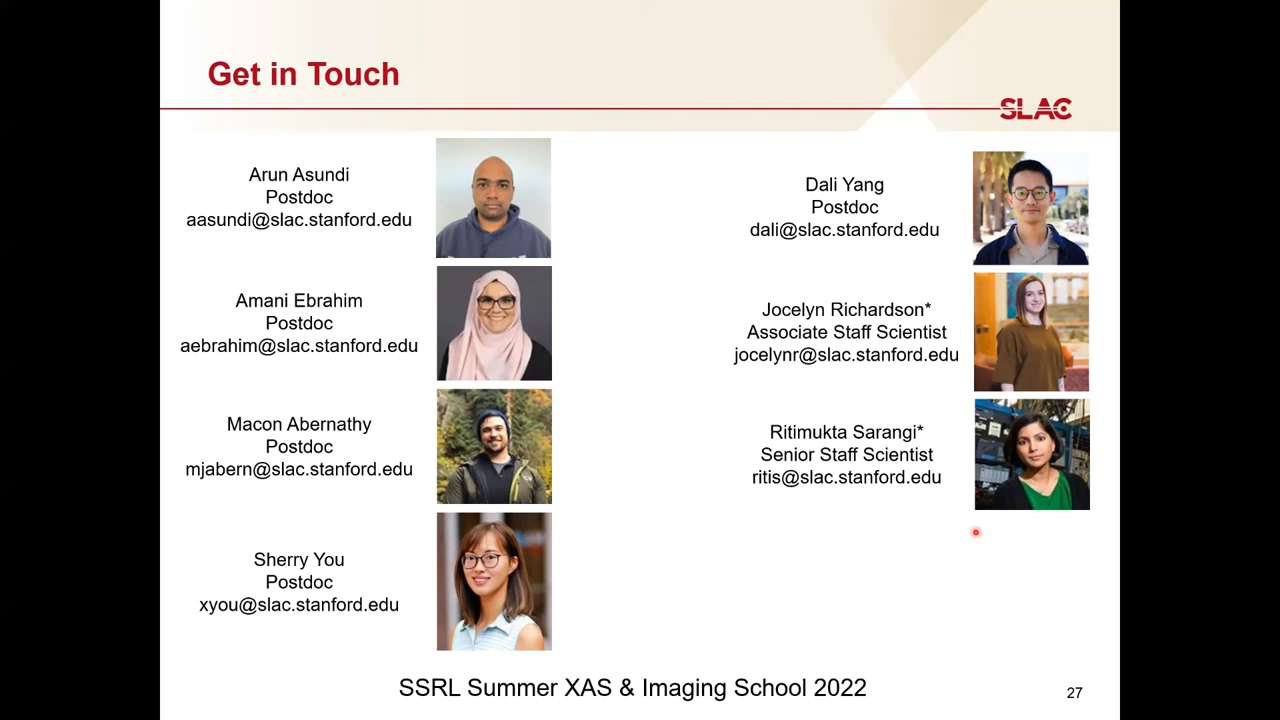 Get in Touch
SLAC
Arun Asundi
Postdoc
aasundi@slac.stanford.edu
Amani Ebrahim
Postdoc
aebrahim@slac.stanford.edu
Macon Abernathy
Postdoc
mjabern@slac.stanford.edu
Sherry You
Postdoc
xyou@slac.stanford.edu
Dali Yang
Postdoc
dali@slac.stanford.edu
Jocelyn Richardson*
Associate Staff Scientist
jocelynr@slac.stanford.edu
Ritimukta Sarangi*
Senior Staff Scientist
ritis@slac.stanford.edu
SSRL Summer XAS & Imaging School 2022
27